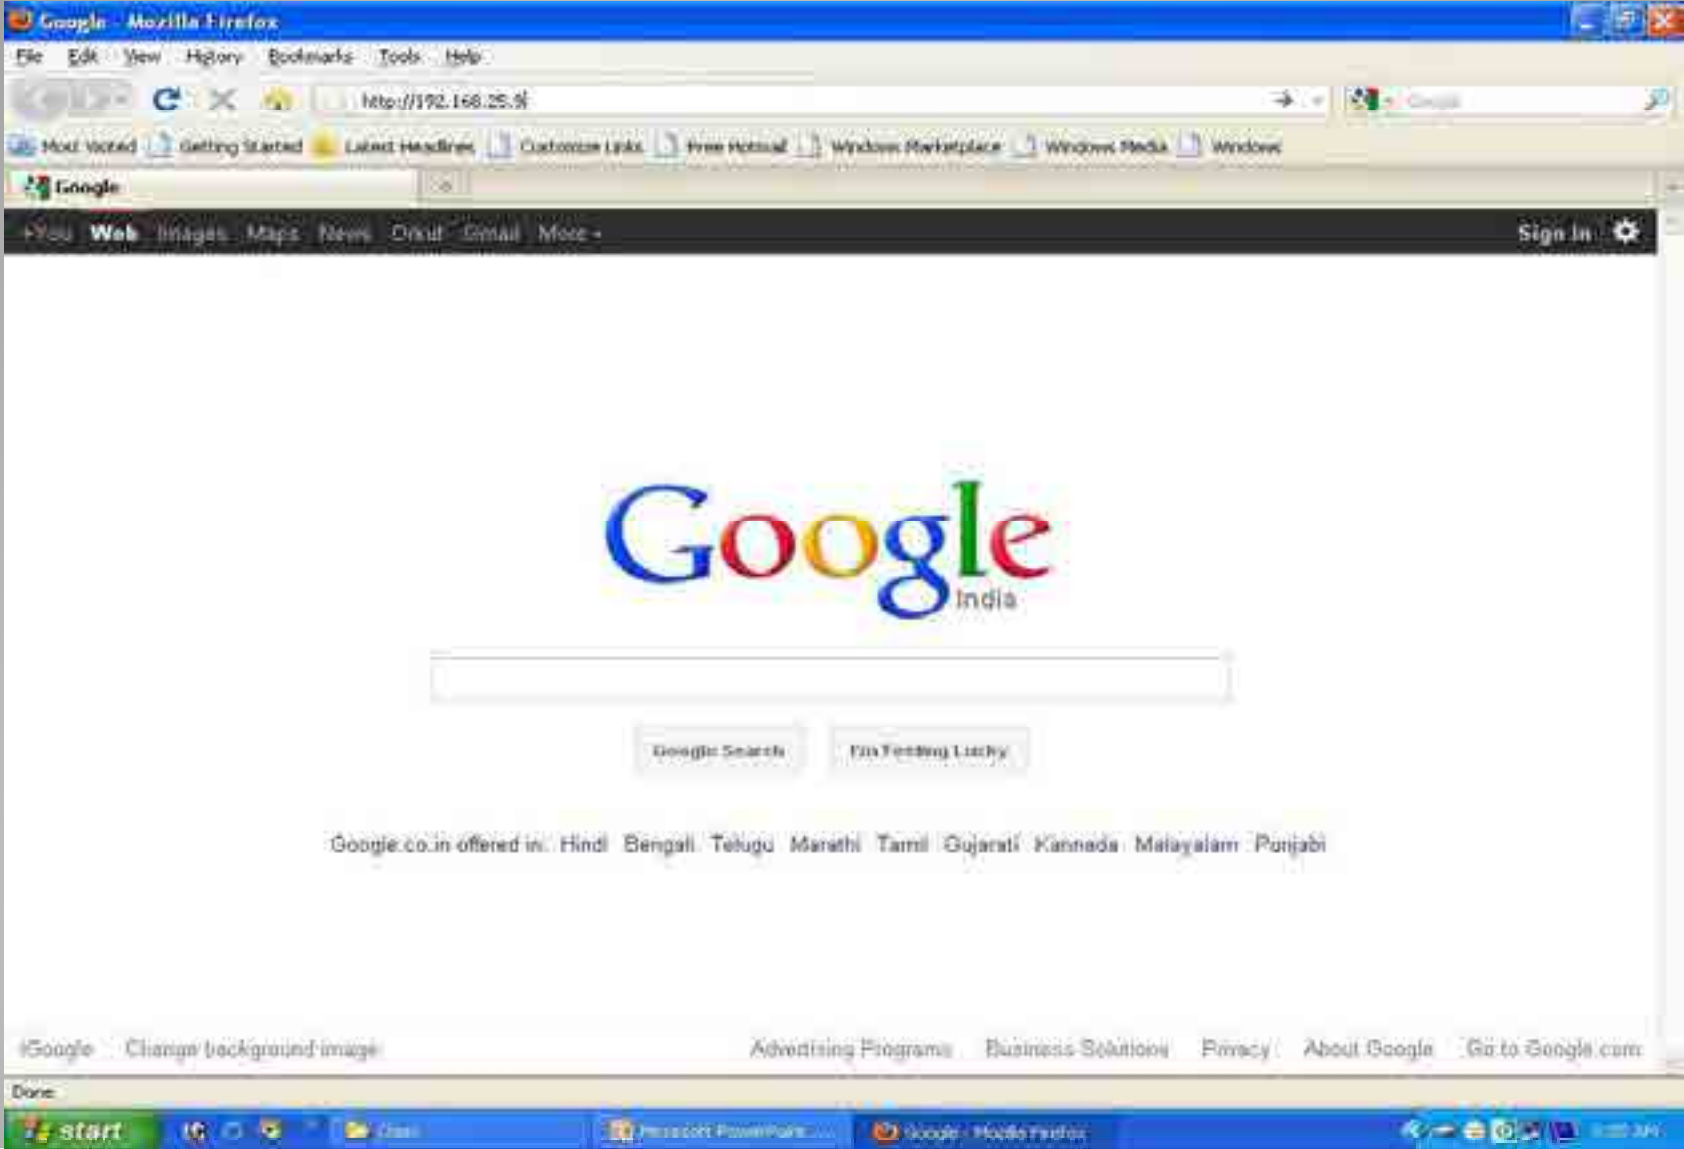 Google - Mozilla Firefox
File Edit View History Bookmarks Tools Help
http://192.168.25.9
Google
Most Visited Getting Started Latest Headlines Customize Links Free Hotmail Windows Marketplace Windows Media Windows
Google
+You Web Images Maps News Orkut Gmail More
Sign in
Google
India
Google Search I'm Feeling Lucky
Google.co.in offered in: Hindi Bengali Telugu Marathi Tamil Gujarati Kannada Malayalam Punjabi
iGoogle Change background image Advertising Programs Business Solutions Privacy About Google Go to Google.com
Done
start Microsoft PowerPoint ... Google - Mozilla Firefox